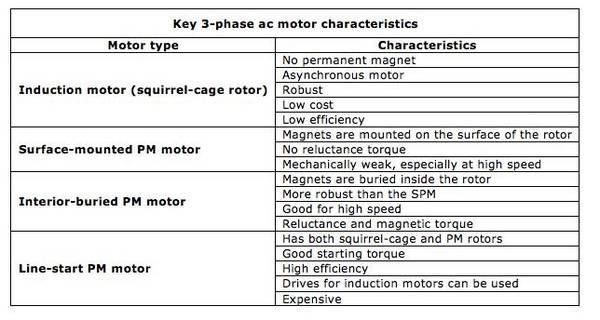 Key 3-phase ac motor characteristics
Motor type Characteristics
Induction motor (squirrel-cage rotor)
No permanent magnet
Asynchronous motor
Robust
Low cost
Low efficiency
Surface-mounted PM motor
Magnets are mounted on the surface of the rotor
No reluctance torque
Mechanically weak, especially at high speed
Interior-buried PM motor
Magnets are buried inside the rotor
More robust than the SPM
Good for high speed
Reluctance and magnetic torque
Line-start PM motor
Has both squirrel-cage and PM rotors
Good starting torque
High efficiency
Drives for induction motors can be used
Expensive